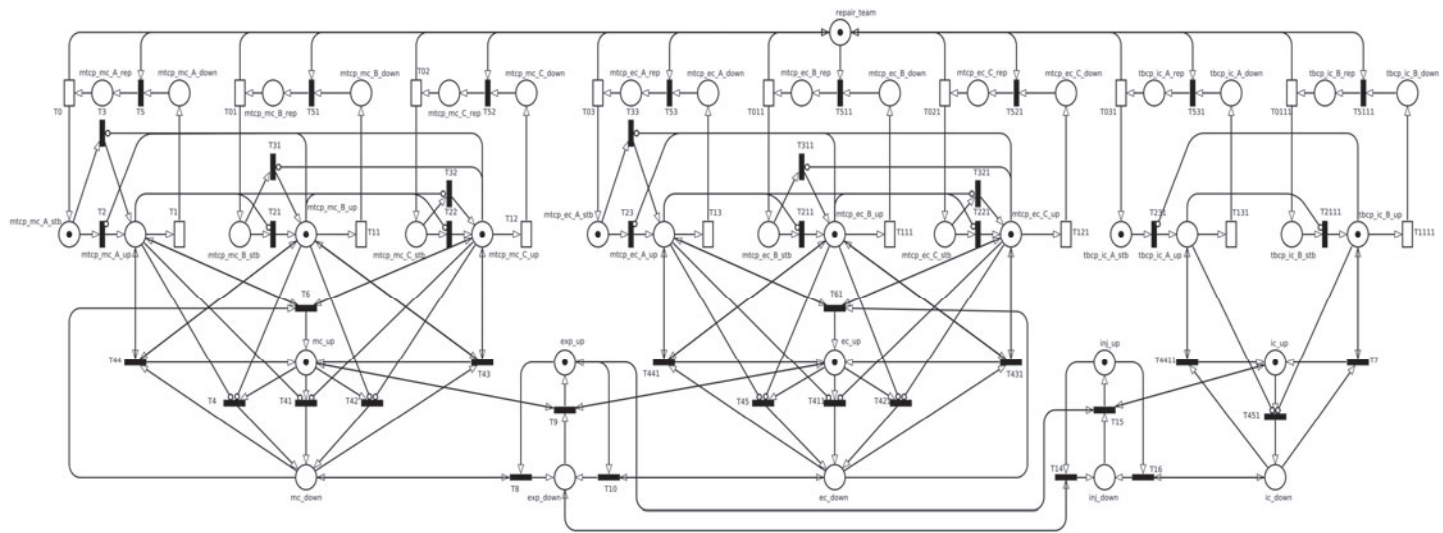 repair_team
mtcp_mc_A_rep mtcp_mc_A_down mtcp_mc_B_down T02 mtcp_mc_C_down mtcp_ec_A_rep mtcp_ec_A_down mtcp_ec_B_rep mtcp_ec_B_down mtcp_ec_C_rep mtcp_ec_C_down tbcp_ic_A_rep tbcp_ic_A_down tbcp_ic_B_rep tbcp_ic_B_down
T0 T3 T5 T01 mtcp_mc_B_rep T51 mtcp_mc_C_rep T52 T03 T33 T53 T011 T511 T021 T521 T031 T531 T0111 T5111
T31 T32 T311 T321
mtcp_mc_A_stb T2 T1 T21 mtcp_mc_B_up T11 T22 T12 mtcp_ec_A_stb T23 T13 T211 mtcp_ec_B_up T111 T221 mtcp_ec_C_up T121 T231 T131 T2111 tbcp_ic_B_up T1111
mtcp_mc_A_up mtcp_mc_B_stb mtcp_mc_C_stb mtcp_mc_C_up mtcp_ec_A_up mtcp_ec_B_stb mtcp_ec_C_stb tbcp_ic_A_stb tbcp_ic_A_up tbcp_ic_B_stb
T6 T61
T44 mc_up T43 exp_up T441 ec_up T431 inj_up T4411 ic_up T7
T4 T41 T42 T9 T45 T411 T421 T15 T451
mc_down T8 exp_down T10 ec_down T14 inj_down T16 ic_down